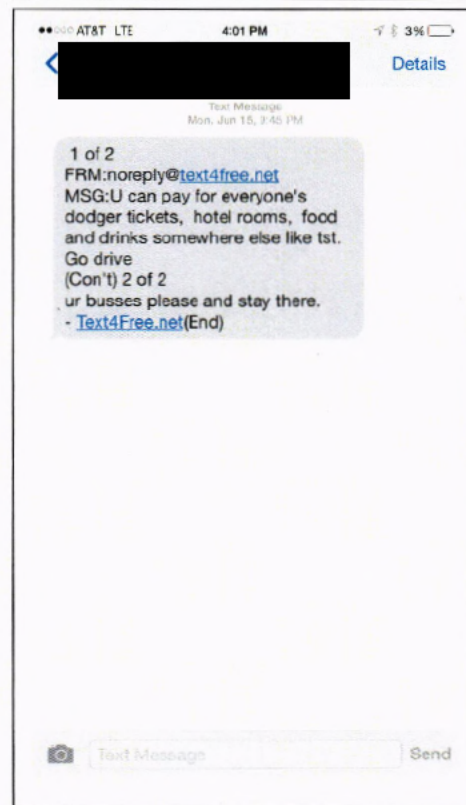 AT&T LTE 4:01 PM 3%
Details
Text Message
Mon, Jun 15, 3:45 PM
1 of 2
FRM:noreply@text4free.net
MSG:U can pay for everyone's
dodger tickets, hotel rooms, food
and drinks somewhere else like tst.
Go drive
(Con't) 2 of 2
ur busses please and stay there.
- Text4Free.net(End)
Text Message Send